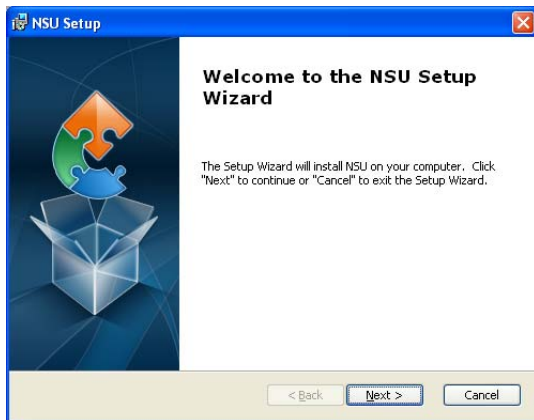 NSU Setup
Welcome to the NSU Setup
Wizard
The Setup Wizard will install NSU on your computer. Click
"Next" to continue or "Cancel" to exit the Setup Wizard.
< Back
Next >
Cancel